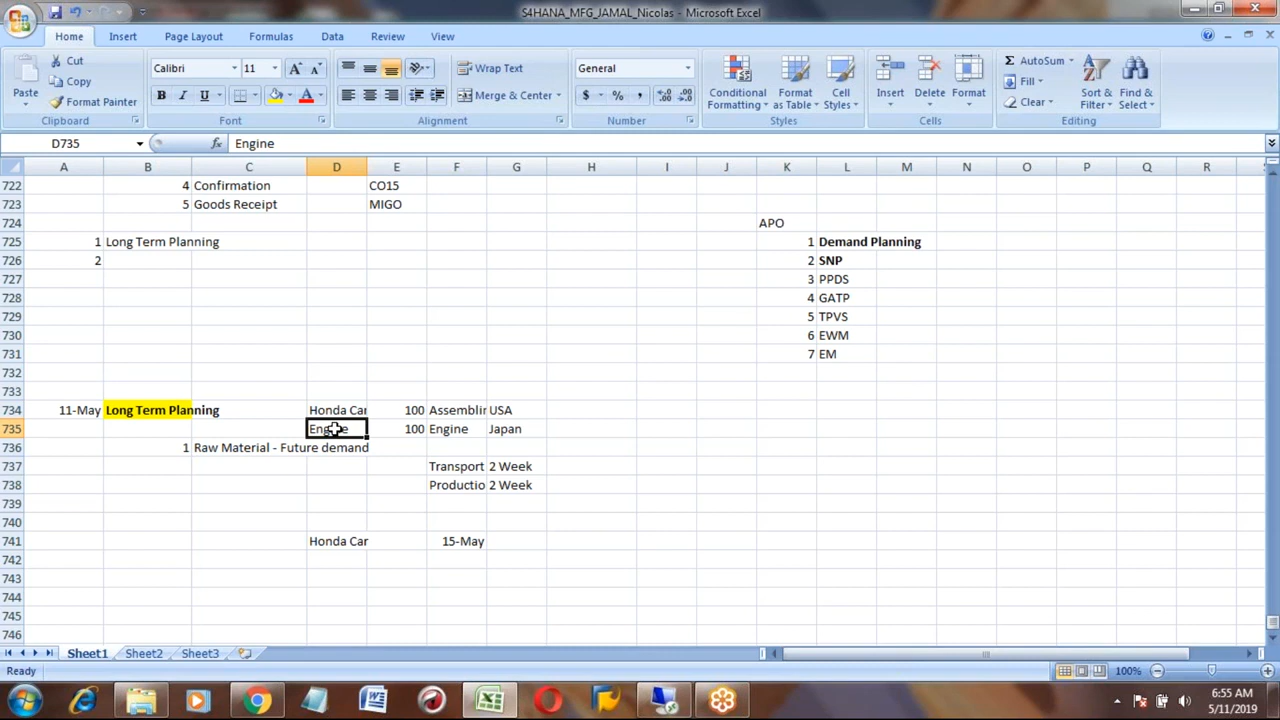 S4HANA_MFG_JAMAL_Nicolas - Microsoft Excel
Home Insert Page Layout Formulas Data Review View
Paste
Cut
Copy
Format Painter
Clipboard
Calibri 11
B I U
Font
Wrap Text
Merge & Center
Alignment
General
$ % ,
Number
Conditional Formatting
Format as Table
Cell Styles
Styles
Insert Delete Format
Cells
AutoSum
Fill
Clear
Sort & Filter
Find & Select
Editing
D735 fx Engine
A B C D E F G H I J K L M N O P Q R
722 4 Confirmation CO15
723 5 Goods Receipt MIGO
724 APO
725 1 Long Term Planning 1 Demand Planning
726 2 2 SNP
727 3 PPDS
728 4 GATP
729 5 TPVS
730 6 EWM
731 7 EM
732
733
734 11-May Long Term Planning Honda Car 100 Assemblin USA
735 Engine 100 Engine Japan
736 1 Raw Material - Future demand
737 Transport 2 Week
738 Productio 2 Week
739
740
741 Honda Car 15-May
742
743
744
745
746
Sheet1 Sheet2 Sheet3
Ready 100%
6:55 AM
5/11/2019